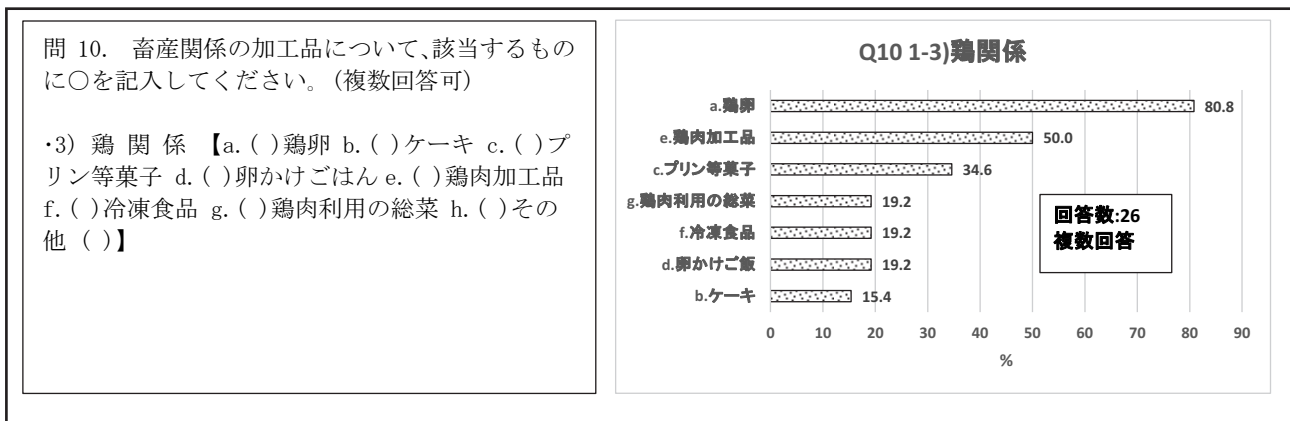 問 10. 畜産関係の加工品について、該当するもの
に○を記入してください。(複数回答可)
・3) 鶏 関 係 【a.( )鶏卵 b.( )ケーキ c.( )プ
リン等菓子 d.( )卵かけごはん e.( )鶏肉加工品
f.( )冷凍食品 g.( )鶏肉利用の総菜 h.( )その
他 ( )】
Q10 1-3)鶏関係
a.鶏卵 80.8
e.鶏肉加工品 50.0
c.プリン等菓子 34.6
g.鶏肉利用の総菜 19.2
f.冷凍食品 19.2
d.卵かけご飯 19.2
b.ケーキ 15.4
回答数:26
複数回答
0 10 20 30 40 50 60 70 80 90
%